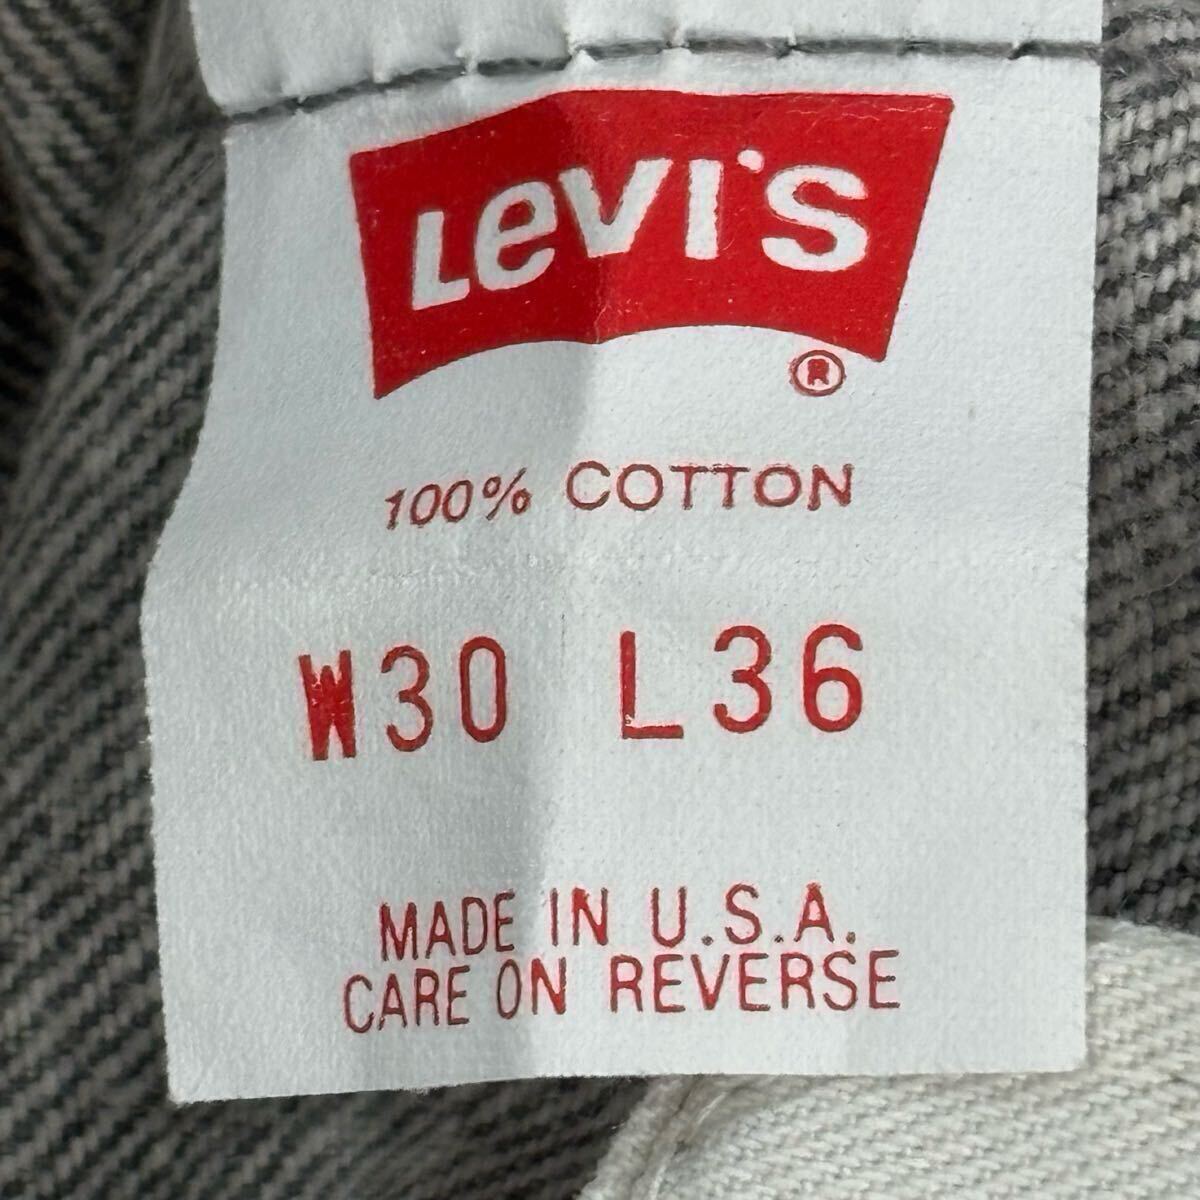 LeVI'S
®
100% COTTON
W30 L36
MADE IN U.S.A.
CARE ON REVERSE